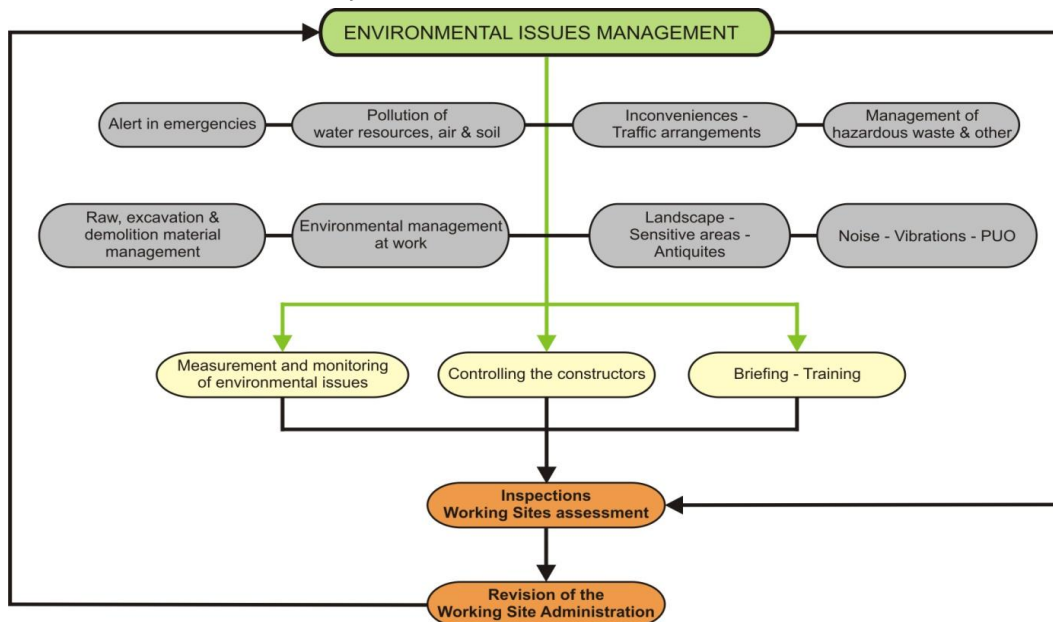 ENVIRONMENTAL ISSUES MANAGEMENT
Alert in emergencies
Pollution of
water resources, air & soil
Inconveniences -
Traffic arrangements
Management of
hazardous waste & other
Raw, excavation &
demolition material
management
Environmental management
at work
Landscape -
Sensitive areas -
Antiquites
Noise - Vibrations - PUO
Measurement and monitoring
of environmental issues
Controlling the constructors
Briefing - Training
Inspections
Working Sites assessment
Revision of the
Working Site Administration